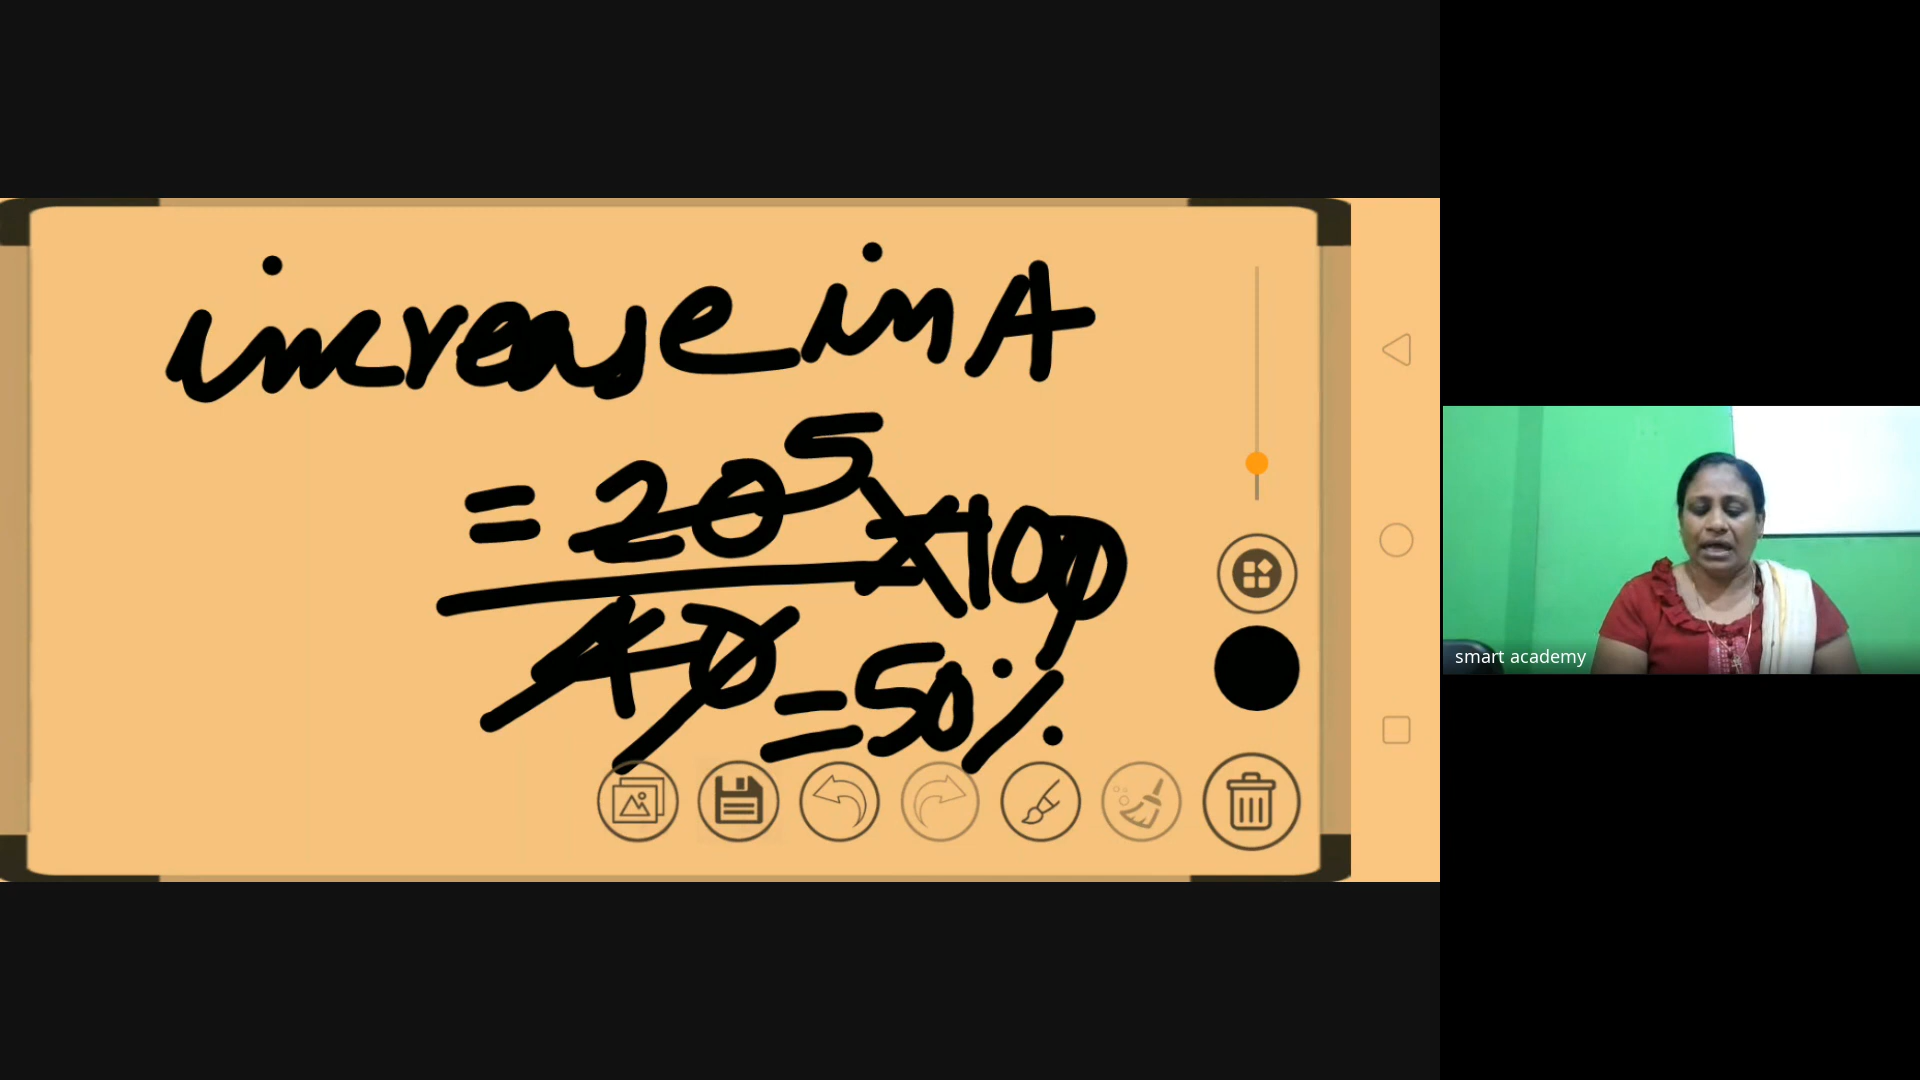 increase in A
= 20 5 × 100
40 = 50%
smart academy